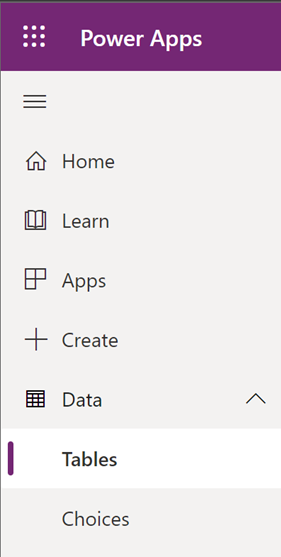 Power Apps
Home
Learn
Apps
Create
Data
Tables
Choices